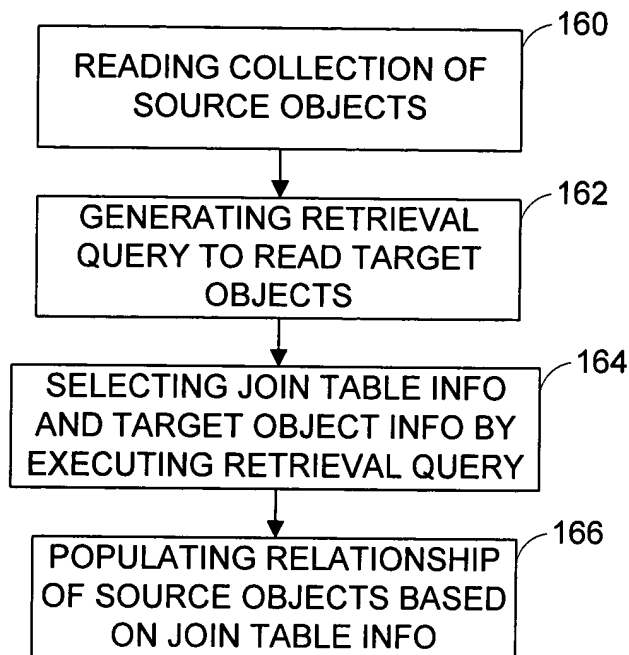 160
READING COLLECTION OF
SOURCE OBJECTS
162
GENERATING RETRIEVAL
QUERY TO READ TARGET
OBJECTS
164
SELECTING JOIN TABLE INFO
AND TARGET OBJECT INFO BY
EXECUTING RETRIEVAL QUERY
166
POPULATING RELATIONSHIP
OF SOURCE OBJECTS BASED
ON JOIN TABLE INFO